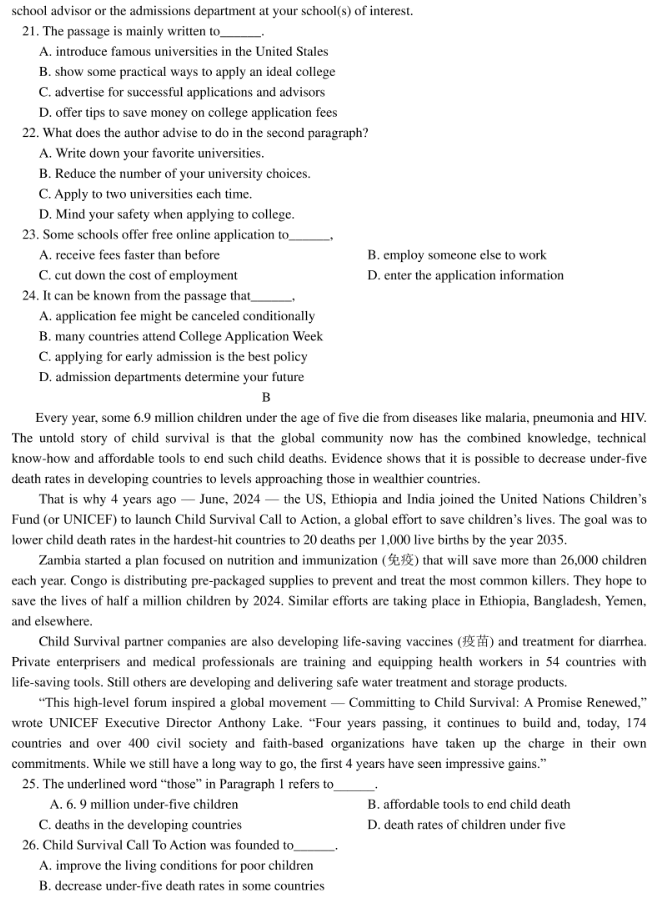 school advisor or the admissions department at your school(s) of interest.
21. The passage is mainly written to______.
A. introduce famous universities in the United Stales
B. show some practical ways to apply an ideal college
C. advertise for successful applications and advisors
D. offer tips to save money on college application fees
22. What does the author advise to do in the second paragraph?
A. Write down your favorite universities.
B. Reduce the number of your university choices.
C. Apply to two universities each time.
D. Mind your safety when applying to college.
23. Some schools offer free online application to______,
A. receive fees faster than before B. employ someone else to work
C. cut down the cost of employment D. enter the application information
24. It can be known from the passage that______,
A. application fee might be canceled conditionally
B. many countries attend College Application Week
C. applying for early admission is the best policy
D. admission departments determine your future
B
Every year, some 6.9 million children under the age of five die from diseases like malaria, pneumonia and HIV.
The untold story of child survival is that the global community now has the combined knowledge, technical
know-how and affordable tools to end such child deaths. Evidence shows that it is possible to decrease under-five
death rates in developing countries to levels approaching those in wealthier countries.
That is why 4 years ago — June, 2024 — the US, Ethiopia and India joined the United Nations Children's
Fund (or UNICEF) to launch Child Survival Call to Action, a global effort to save children's lives. The goal was to
lower child death rates in the hardest-hit countries to 20 deaths per 1,000 live births by the year 2035.
Zambia started a plan focused on nutrition and immunization (免疫) that will save more than 26,000 children
each year. Congo is distributing pre-packaged supplies to prevent and treat the most common killers. They hope to
save the lives of half a million children by 2024. Similar efforts are taking place in Ethiopia, Bangladesh, Yemen,
and elsewhere.
Child Survival partner companies are also developing life-saving vaccines (疫苗) and treatment for diarrhea.
Private enterprisers and medical professionals are training and equipping health workers in 54 countries with
life-saving tools. Still others are developing and delivering safe water treatment and storage products.
“This high-level forum inspired a global movement — Committing to Child Survival: A Promise Renewed,”
wrote UNICEF Executive Director Anthony Lake. “Four years passing, it continues to build and, today, 174
countries and over 400 civil society and faith-based organizations have taken up the charge in their own
commitments. While we still have a long way to go, the first 4 years have seen impressive gains.”
25. The underlined word “those” in Paragraph 1 refers to______.
A. 6. 9 million under-five children B. affordable tools to end child death
C. deaths in the developing countries D. death rates of children under five
26. Child Survival Call To Action was founded to______.
A. improve the living conditions for poor children
B. decrease under-five death rates in some countries